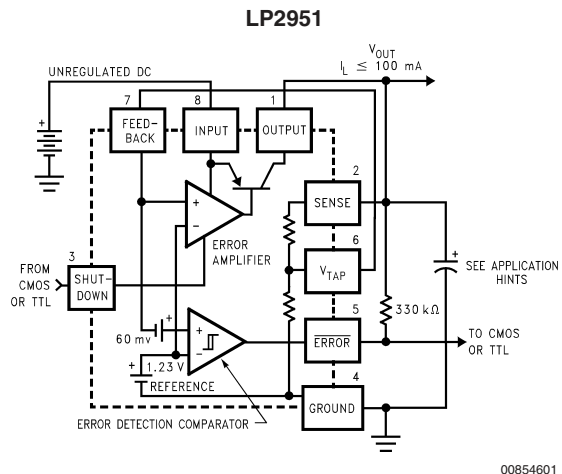 LP2951
V_OUT
I_L ≤ 100 mA
UNREGULATED DC
7
8
1
FEED-
BACK
INPUT
OUTPUT
2
SENSE
ERROR
AMPLIFIER
6
V_TAP
3
FROM
CMOS
OR TTL
SHUT-
DOWN
SEE APPLICATION
HINTS
330 kΩ
5
ERROR
TO CMOS
OR TTL
60 mv
1.23 V
REFERENCE
4
GROUND
ERROR DETECTION COMPARATOR
00854601
+
+
−
+
+
−
+
+